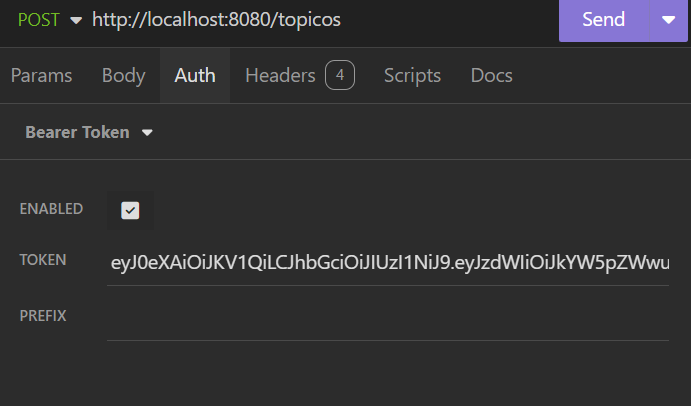 POST http://localhost:8080/topicos Send
Params Body Auth Headers 4 Scripts Docs
Bearer Token
ENABLED
TOKEN eyJ0eXAiOiJKV1QiLCJhbGciOiJIUzI1NiJ9.eyJzdWIiOiJkYW5pZWwu
PREFIX